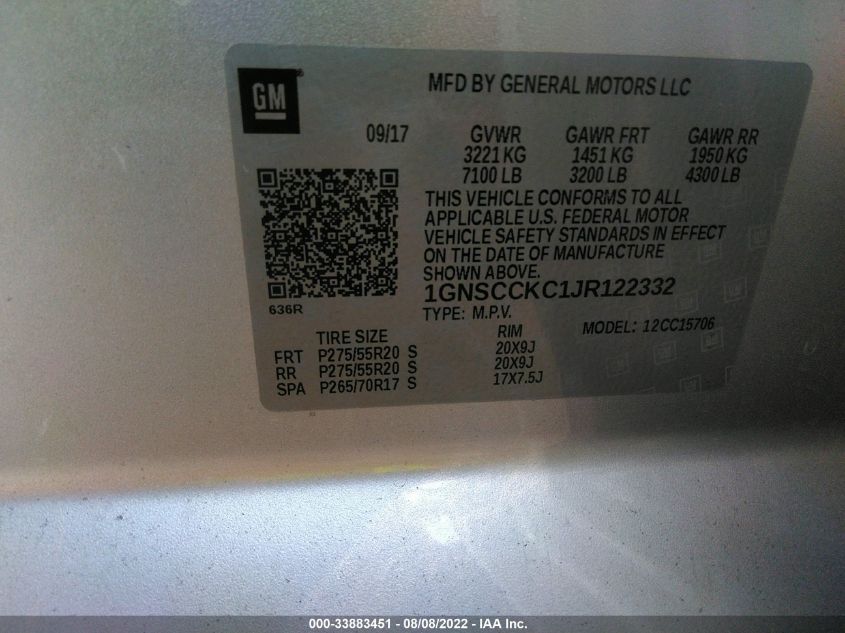 GM
MFD BY GENERAL MOTORS LLC
09/17 GVWR GAWR FRT GAWR RR
3221 KG 1451 KG 1950 KG
7100 LB 3200 LB 4300 LB
THIS VEHICLE CONFORMS TO ALL
APPLICABLE U.S. FEDERAL MOTOR
VEHICLE SAFETY STANDARDS IN EFFECT
ON THE DATE OF MANUFACTURE
SHOWN ABOVE.
636R
1GNSCCKC1JR122332
TYPE: M.P.V. MODEL: 12CC15706
TIRE SIZE RIM
FRT P275/55R20 S 20X9J
RR P275/55R20 S 20X9J
SPA P265/70R17 S 17X7.5J
000-33883451 - 08/08/2022 - IAA Inc.